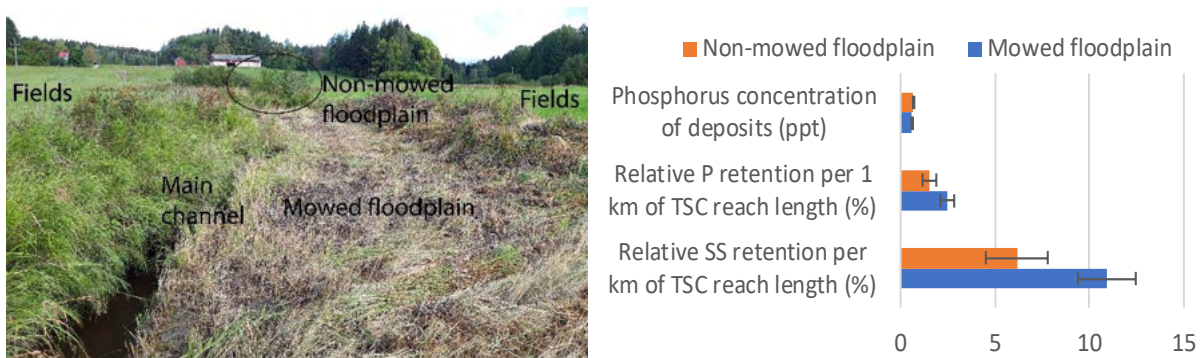 Fields
Non-mowed
floodplain
Fields
Main
channel
Mowed floodplain
Non-mowed floodplain
Mowed floodplain
Phosphorus concentration
of deposits (ppt)
Relative P retention per 1
km of TSC reach length (%)
Relative SS retention per
km of TSC reach length (%)
0 5 10 15